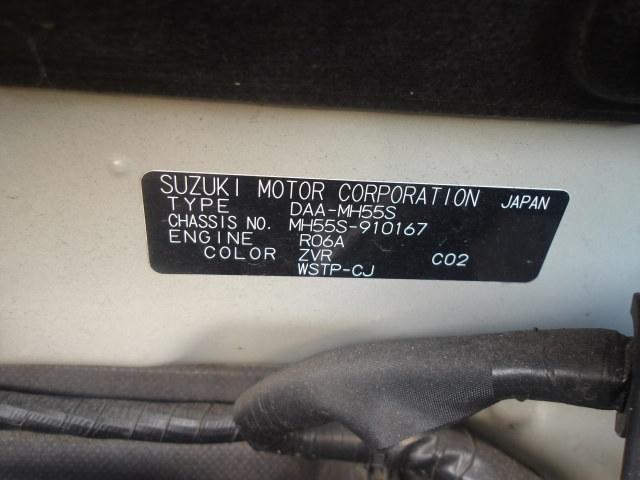 SUZUKI MOTOR CORPORATION JAPAN
TYPE DAA-MH55S
CHASSIS NO. MH55S-910167
ENGINE R06A
COLOR ZVR C02
WSTP-CJ